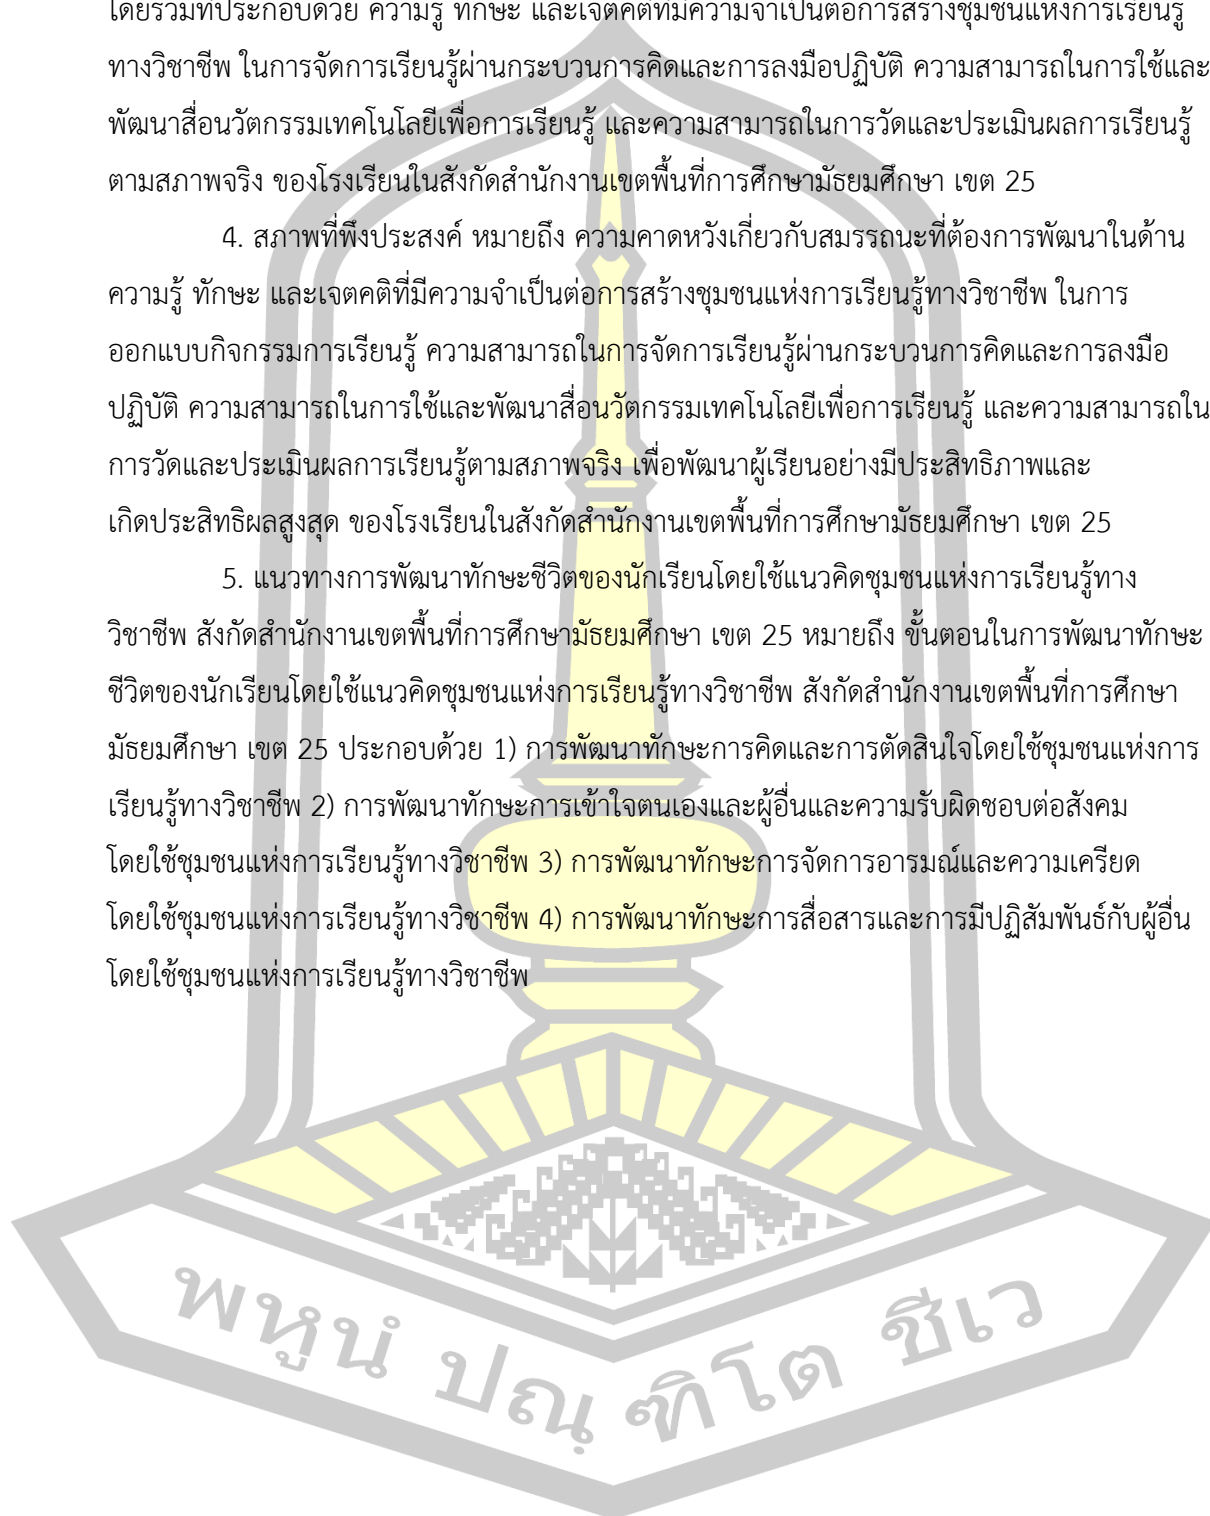 โดยรวมที่ประกอบด้วย ความรู้ ทักษะ และเจตคติที่มีความจำเป็นต่อการสร้างชุมชนแห่งการเรียนรู้
ทางวิชาชีพ ในการจัดการเรียนรู้ผ่านกระบวนการคิดและการลงมือปฏิบัติ ความสามารถในการใช้และ
พัฒนาสื่อนวัตกรรมเทคโนโลยีเพื่อการเรียนรู้ และความสามารถในการวัดและประเมินผลการเรียนรู้
ตามสภาพจริง ของโรงเรียนในสังกัดสำนักงานเขตพื้นที่การศึกษามัธยมศึกษา เขต 25
4. สภาพที่พึงประสงค์ หมายถึง ความคาดหวังเกี่ยวกับสมรรถนะที่ต้องการพัฒนาในด้าน
ความรู้ ทักษะ และเจตคติที่มีความจำเป็นต่อการสร้างชุมชนแห่งการเรียนรู้ทางวิชาชีพ ในการ
ออกแบบกิจกรรมการเรียนรู้ ความสามารถในการจัดการเรียนรู้ผ่านกระบวนการคิดและการลงมือ
ปฏิบัติ ความสามารถในการใช้และพัฒนาสื่อนวัตกรรมเทคโนโลยีเพื่อการเรียนรู้ และความสามารถใน
การวัดและประเมินผลการเรียนรู้ตามสภาพจริง เพื่อพัฒนาผู้เรียนอย่างมีประสิทธิภาพและ
เกิดประสิทธิผลสูงสุด ของโรงเรียนในสังกัดสำนักงานเขตพื้นที่การศึกษามัธยมศึกษา เขต 25
5. แนวทางการพัฒนาทักษะชีวิตของนักเรียนโดยใช้แนวคิดชุมชนแห่งการเรียนรู้ทาง
วิชาชีพ สังกัดสำนักงานเขตพื้นที่การศึกษามัธยมศึกษา เขต 25 หมายถึง ขั้นตอนในการพัฒนาทักษะ
ชีวิตของนักเรียนโดยใช้แนวคิดชุมชนแห่งการเรียนรู้ทางวิชาชีพ สังกัดสำนักงานเขตพื้นที่การศึกษา
มัธยมศึกษา เขต 25 ประกอบด้วย 1) การพัฒนาทักษะการคิดและการตัดสินใจโดยใช้ชุมชนแห่งการ
เรียนรู้ทางวิชาชีพ 2) การพัฒนาทักษะการเข้าใจตนเองและผู้อื่นและความรับผิดชอบต่อสังคม
โดยใช้ชุมชนแห่งการเรียนรู้ทางวิชาชีพ 3) การพัฒนาทักษะการจัดการอารมณ์และความเครียด
โดยใช้ชุมชนแห่งการเรียนรู้ทางวิชาชีพ 4) การพัฒนาทักษะการสื่อสารและการมีปฏิสัมพันธ์กับผู้อื่น
โดยใช้ชุมชนแห่งการเรียนรู้ทางวิชาชีพ
พหูนํ ปณฺฑิโต ชีเว